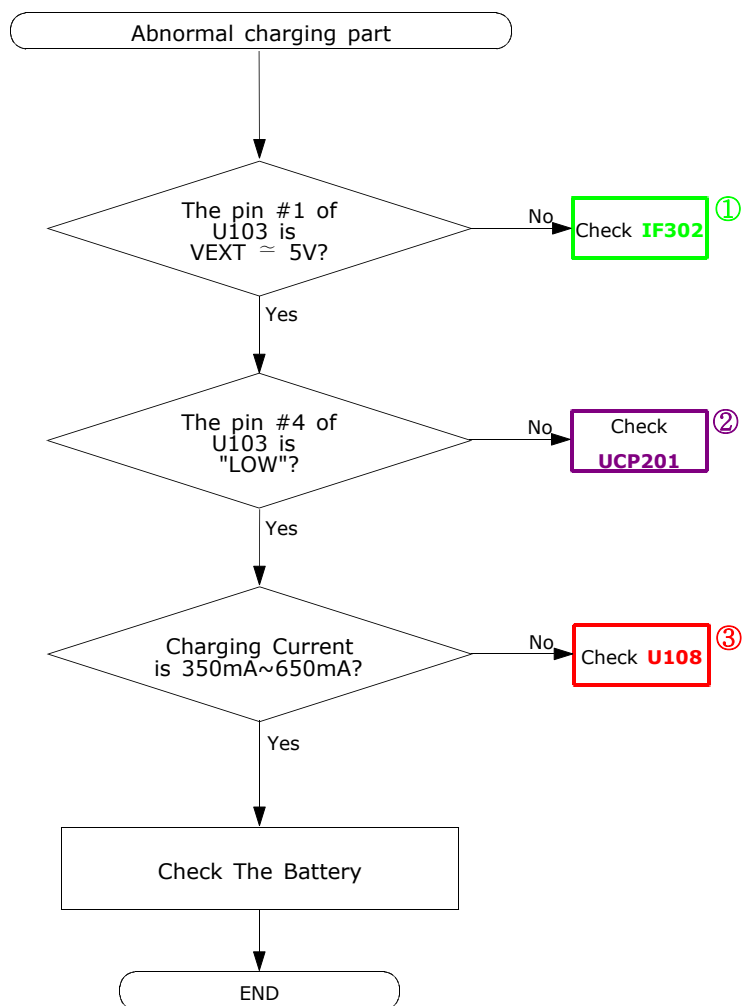 Abnormal charging part
The pin #1 of
U103 is
VEXT ≃ 5V?
No
Check IF302
①
Yes
The pin #4 of
U103 is
"LOW"?
No
Check
UCP201
②
Yes
Charging Current
is 350mA~650mA?
No
Check U108
③
Yes
Check The Battery
END